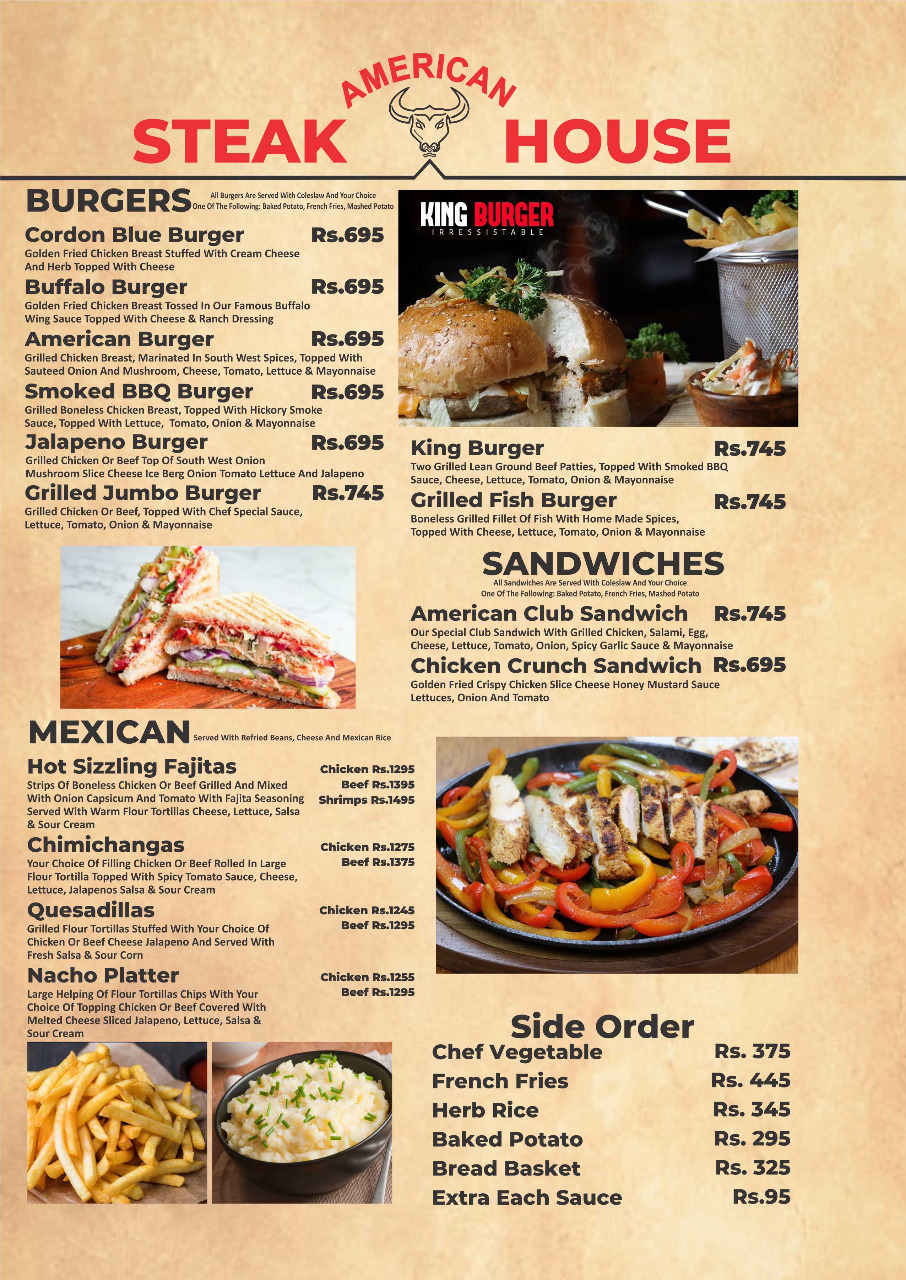 AMERICAN
STEAK HOUSE
BURGERS
All Burgers Are Served With Coleslaw And Your Choice
One Of The Following: Baked Potato, French Fries, Mashed Potato
Cordon Blue Burger Rs.695
Golden Fried Chicken Breast Stuffed With Cream Cheese
And Herb Topped With Cheese
Buffalo Burger Rs.695
Golden Fried Chicken Breast Tossed In Our Famous Buffalo
Wing Sauce Topped With Cheese & Ranch Dressing
American Burger Rs.695
Grilled Chicken Breast, Marinated In South West Spices, Topped With
Sauteed Onion And Mushroom, Cheese, Tomato, Lettuce & Mayonnaise
Smoked BBQ Burger Rs.695
Grilled Boneless Chicken Breast, Topped With Hickory Smoke
Sauce, Topped With Lettuce, Tomato, Onion & Mayonnaise
Jalapeno Burger Rs.695
Grilled Chicken Or Beef Top Of South West Onion
Mushroom Slice Cheese Ice Berg Onion Tomato Lettuce And Jalapeno
Grilled Jumbo Burger Rs.745
Grilled Chicken Or Beef, Topped With Chef Special Sauce,
Lettuce, Tomato, Onion & Mayonnaise
KING BURGER
IRRESSISTABLE
King Burger Rs.745
Two Grilled Lean Ground Beef Patties, Topped With Smoked BBQ
Sauce, Cheese, Lettuce, Tomato, Onion & Mayonnaise
Grilled Fish Burger Rs.745
Boneless Grilled Fillet Of Fish With Home Made Spices,
Topped With Cheese, Lettuce, Tomato, Onion & Mayonnaise
SANDWICHES
All Sandwiches Are Served With Coleslaw And Your Choice
One Of The Following: Baked Potato, French Fries, Mashed Potato
American Club Sandwich Rs.745
Our Special Club Sandwich With Grilled Chicken, Salami, Egg,
Cheese, Lettuce, Tomato, Onion, Spicy Garlic Sauce & Mayonnaise
Chicken Crunch Sandwich Rs.695
Golden Fried Crispy Chicken Slice Cheese Honey Mustard Sauce
Lettuces, Onion And Tomato
MEXICAN Served With Refried Beans, Cheese And Mexican Rice
Hot Sizzling Fajitas Chicken Rs.1295
Beef Rs.1395
Shrimps Rs.1495
Strips Of Boneless Chicken Or Beef Grilled And Mixed
With Onion Capsicum And Tomato With Fajita Seasoning
Served With Warm Flour Tortillas Cheese, Lettuce, Salsa
& Sour Cream
Chimichangas Chicken Rs.1275
Beef Rs.1375
Your Choice Of Filling Chicken Or Beef Rolled In Large
Flour Tortilla Topped With Spicy Tomato Sauce, Cheese,
Lettuce, Jalapenos Salsa & Sour Cream
Quesadillas Chicken Rs.1245
Beef Rs.1295
Grilled Flour Tortillas Stuffed With Your Choice Of
Chicken Or Beef Cheese Jalapeno And Served With
Fresh Salsa & Sour Corn
Nacho Platter Chicken Rs.1255
Beef Rs.1295
Large Helping Of Flour Tortillas Chips With Your
Choice Of Topping Chicken Or Beef Covered With
Melted Cheese Sliced Jalapeno, Lettuce, Salsa &
Sour Cream
Side Order
Chef Vegetable Rs. 375
French Fries Rs. 445
Herb Rice Rs. 345
Baked Potato Rs. 295
Bread Basket Rs. 325
Extra Each Sauce Rs.95